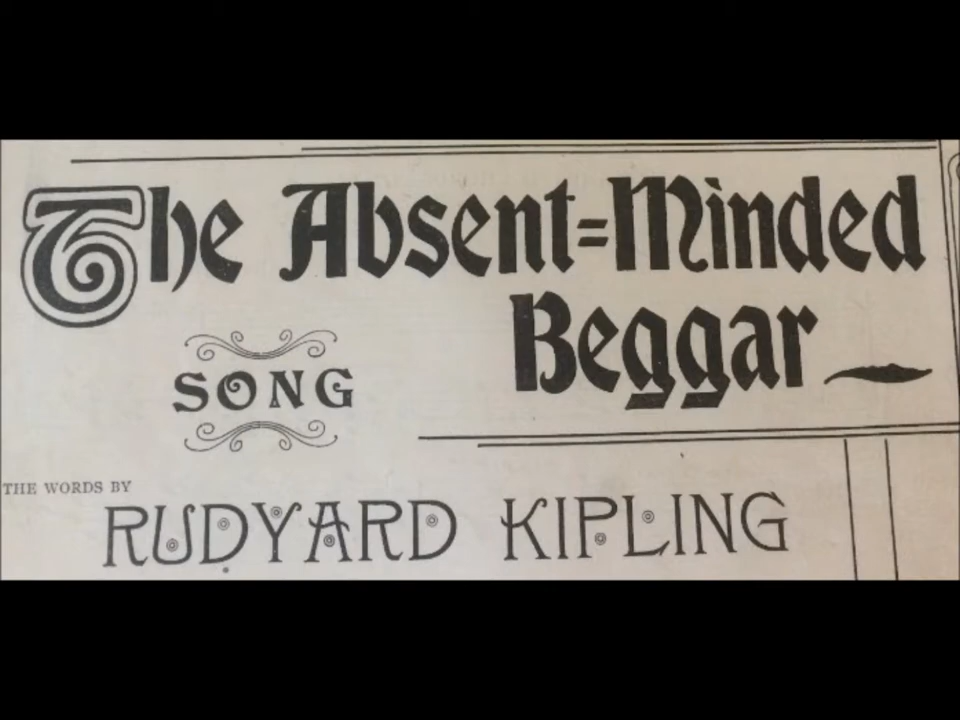 The Absent=Minded
Beggar
SONG
THE WORDS BY
RUDYARD KIPLING